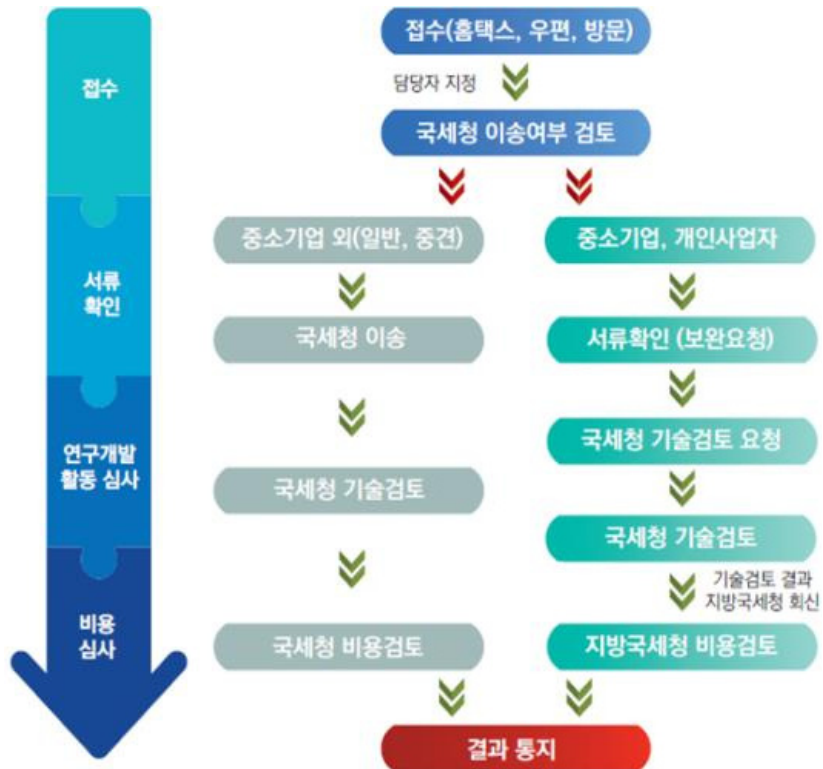 접수(홈택스, 우편, 방문)
접수
담당자 지정
국세청 이송여부 검토
중소기업 외(일반, 중견)
중소기업, 개인사업자
서류
확인
국세청 이송
서류확인 (보완요청)
국세청 기술검토 요청
연구개발
활동 심사
국세청 기술검토
국세청 기술검토
기술검토 결과
지방국세청 회신
비용
심사
국세청 비용검토
지방국세청 비용검토
결과 통지